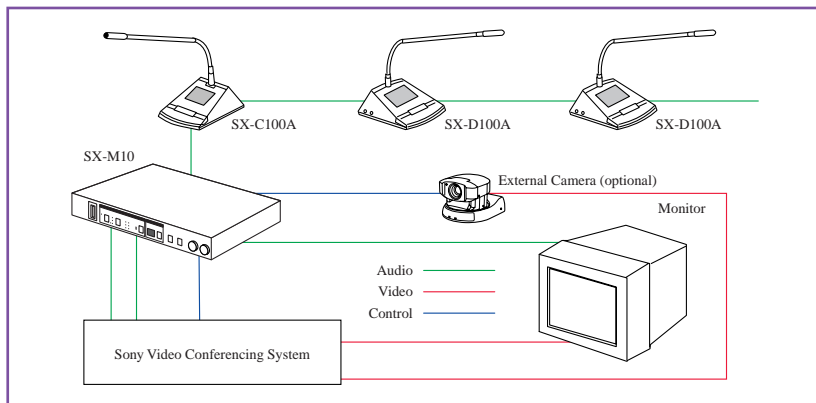 SX-C100A
SX-D100A
SX-D100A
SX-M10
External Camera (optional)
Monitor
Audio
Video
Control
Sony Video Conferencing System